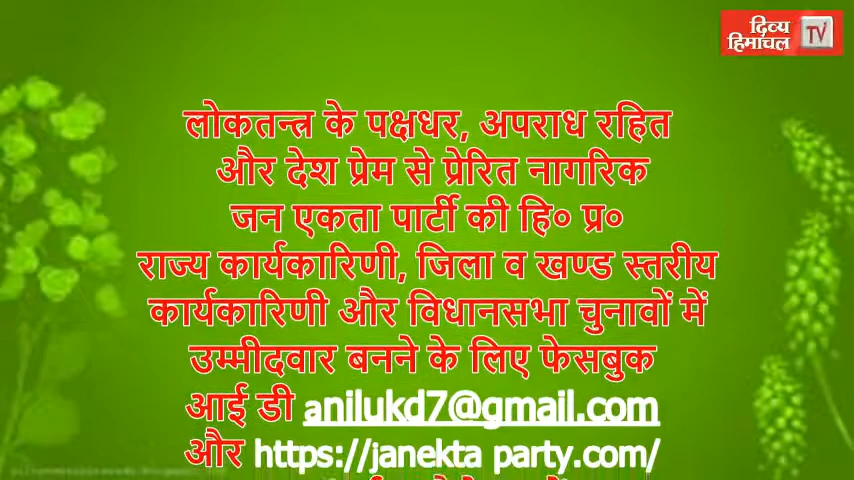 दिव्य
हिमाचल TV
लोकतन्त्र के पक्षधर, अपराध रहित
और देश प्रेम से प्रेरित नागरिक
जन एकता पार्टी की हि० प्र०
राज्य कार्यकारिणी, जिला व खण्ड स्तरीय
कार्यकारिणी और विधानसभा चुनावों में
उम्मीदवार बनने के लिए फेसबुक
आई डी anilukd7@gmail.com
और https://janekta party.com/